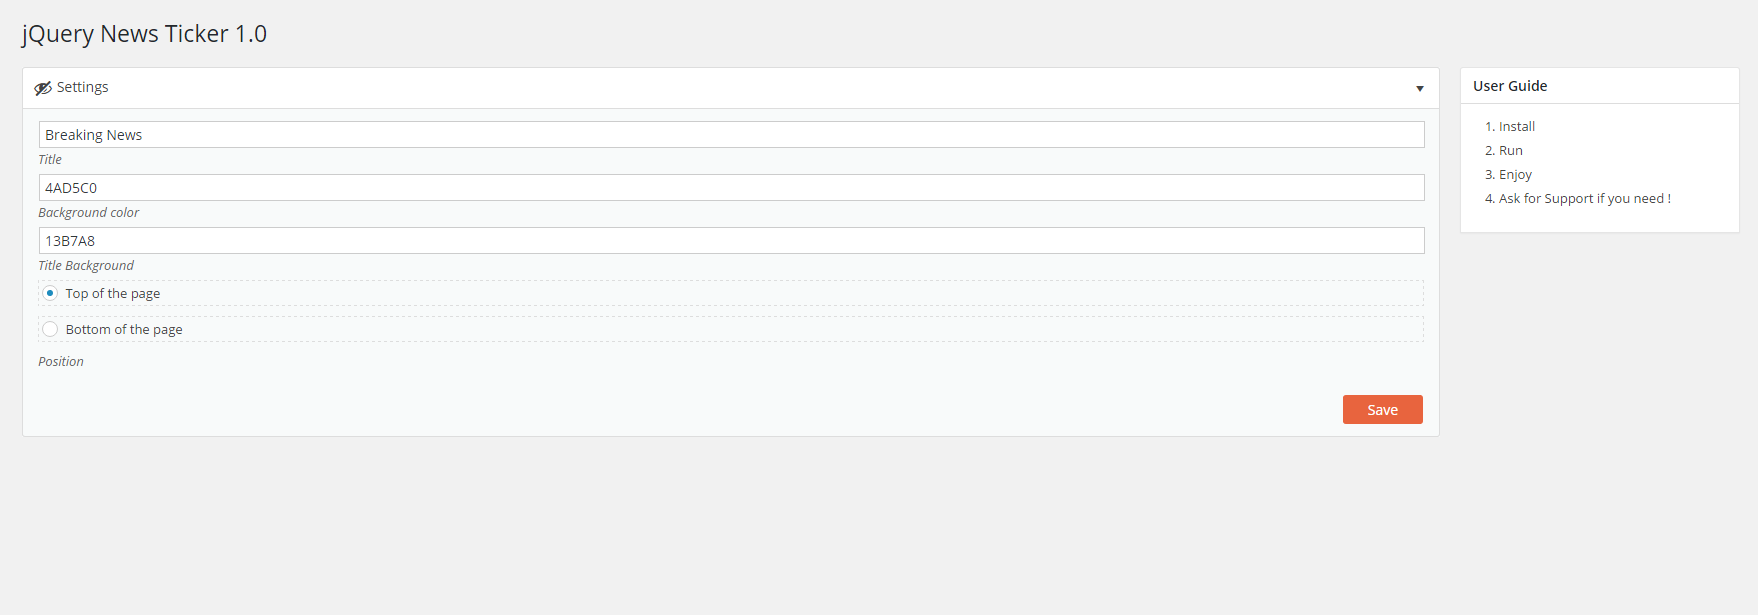 jQuery News Ticker 1.0
Settings
Breaking News
Title
4AD5C0
Background color
13B7A8
Title Background
Top of the page
Bottom of the page
Position
Save
User Guide
1. Install
2. Run
3. Enjoy
4. Ask for Support if you need !